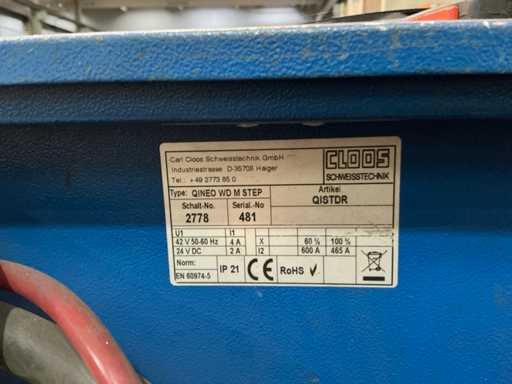 Carl Cloos Schweisstechnik GmbH
Industriestrasse D-35708 Haiger
Tel.: +49 2773 85 0
CLOOS
SCHWEISSTECHNIK
Type: QINEO WD M STEP
Artikel
QISTDR
Schalt-No. Serial.-No
2778 481
U1 I1
42 V 50-60 Hz 4 A X 60 % 100 %
24 V DC 2 A I2 600 A 465 A
Norm:
EN 60974-5
IP 21 CE RoHS ✓